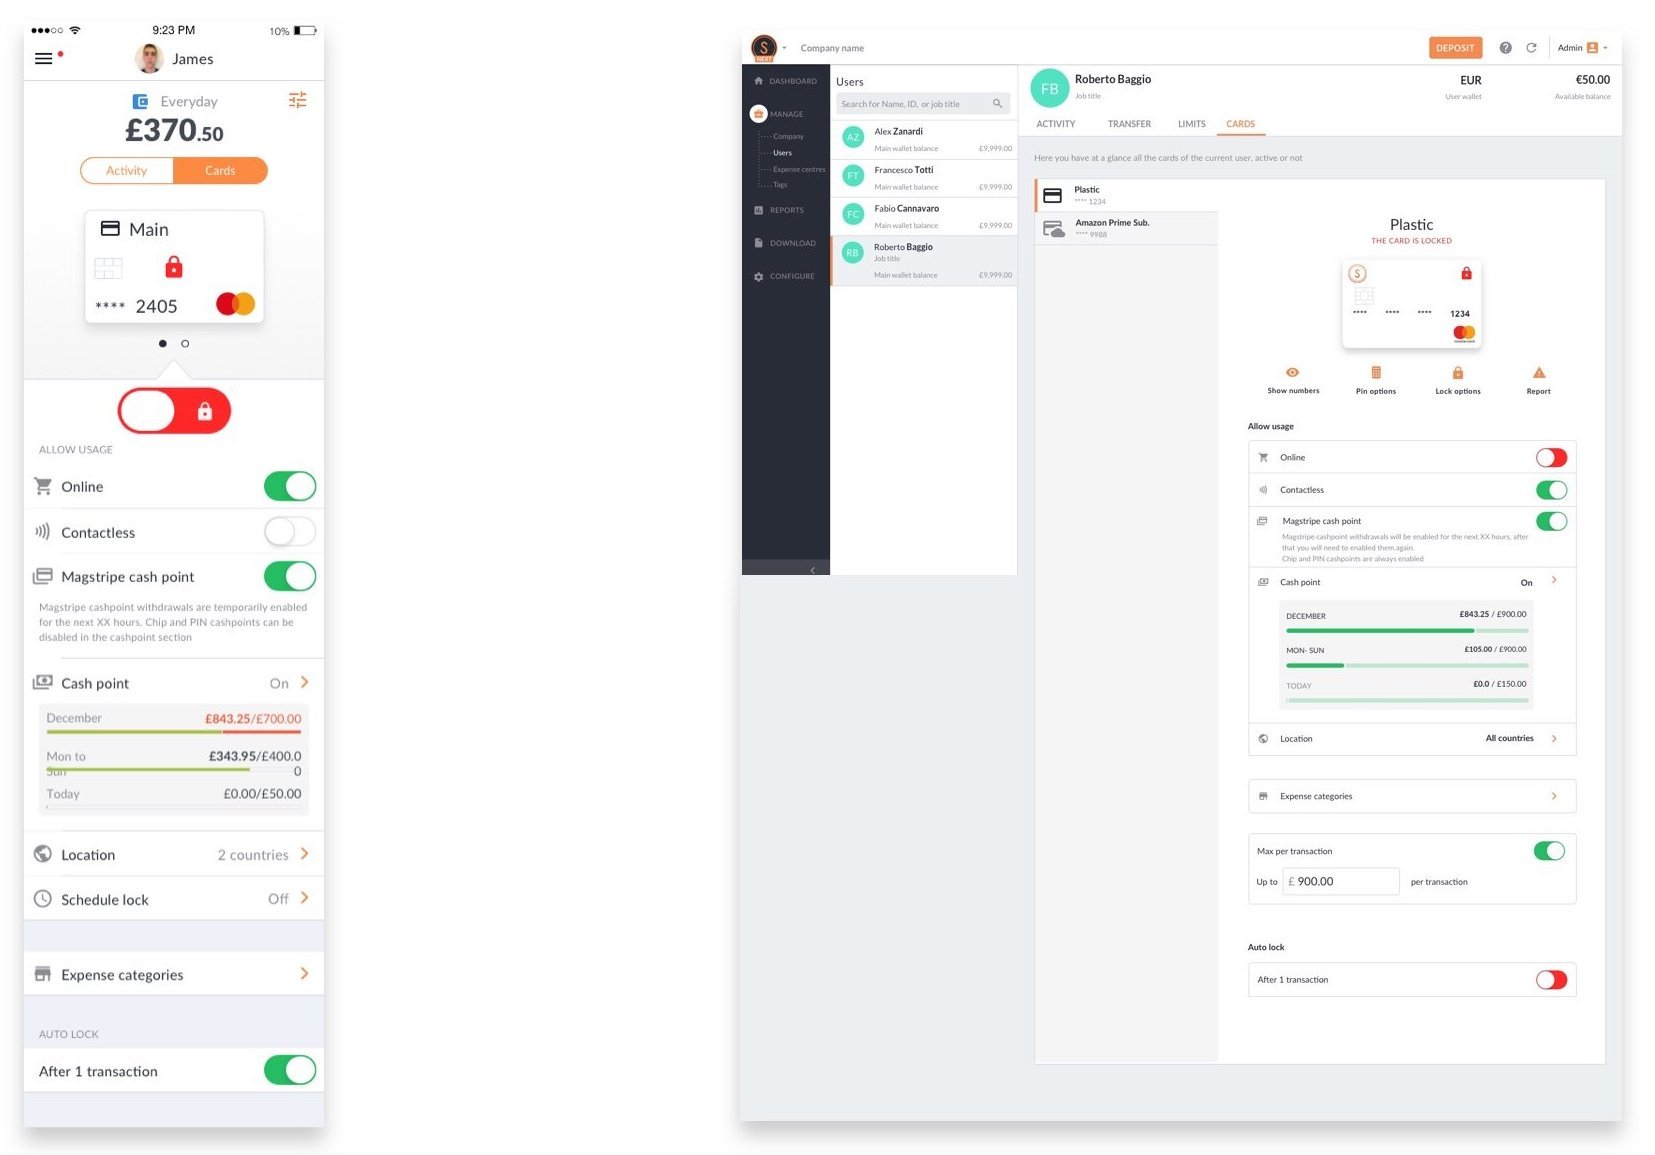 9:23 PM
10%
James
Everyday
£370.50
Activity
Cards
Main
**** 2405
ALLOW USAGE
Online
Contactless
Magstripe cash point
Magstripe cashpoint withdrawals are temporarily enabled
for the next XX hours. Chip and PIN cashpoints can be
disabled in the cashpoint section
Cash point
On
December
£843.25/£700.00
Mon to
Sun
£343.95/£400.0
0
Today
£0.00/£50.00
Location
2 countries
Schedule lock
Off
Expense categories
AUTO LOCK
After 1 transaction
S
NEXT
Company name
DEPOSIT
?
Admin
DASHBOARD
MANAGE
Company
Users
Expense centres
Tags
REPORTS
DOWNLOAD
CONFIGURE
Users
Search for Name, ID, or job title
AZ
Alex Zanardi
Main wallet balance
£9,999.00
FT
Francesco Totti
Main wallet balance
£9,999.00
FC
Fabio Cannavaro
Main wallet balance
£9,999.00
RB
Roberto Baggio
Job title
Main wallet balance
£9,999.00
FB
Roberto Baggio
Job title
EUR
User wallet
€50.00
Available balance
ACTIVITY
TRANSFER
LIMITS
CARDS
Here you have at a glance all the cards of the current user, active or not
Plastic
**** 1234
Amazon Prime Sub.
**** 9988
Plastic
THE CARD IS LOCKED
S
**** **** **** 1234
mastercard
Show numbers
Pin options
Lock options
Report
Allow usage
Online
Contactless
Magstripe cash point
Magstripe cashpoint withdrawals will be enabled for the next XX hours, after
that you will need to enabled them again.
Chip and PIN cashpoints are always enabled
Cash point
On
DECEMBER
£843.25 / £900.00
MON- SUN
£105.00 / £900.00
TODAY
£0.0 / £150.00
Location
All countries
Expense categories
Max per transaction
Up to
£ 900.00
per transaction
Auto lock
After 1 transaction